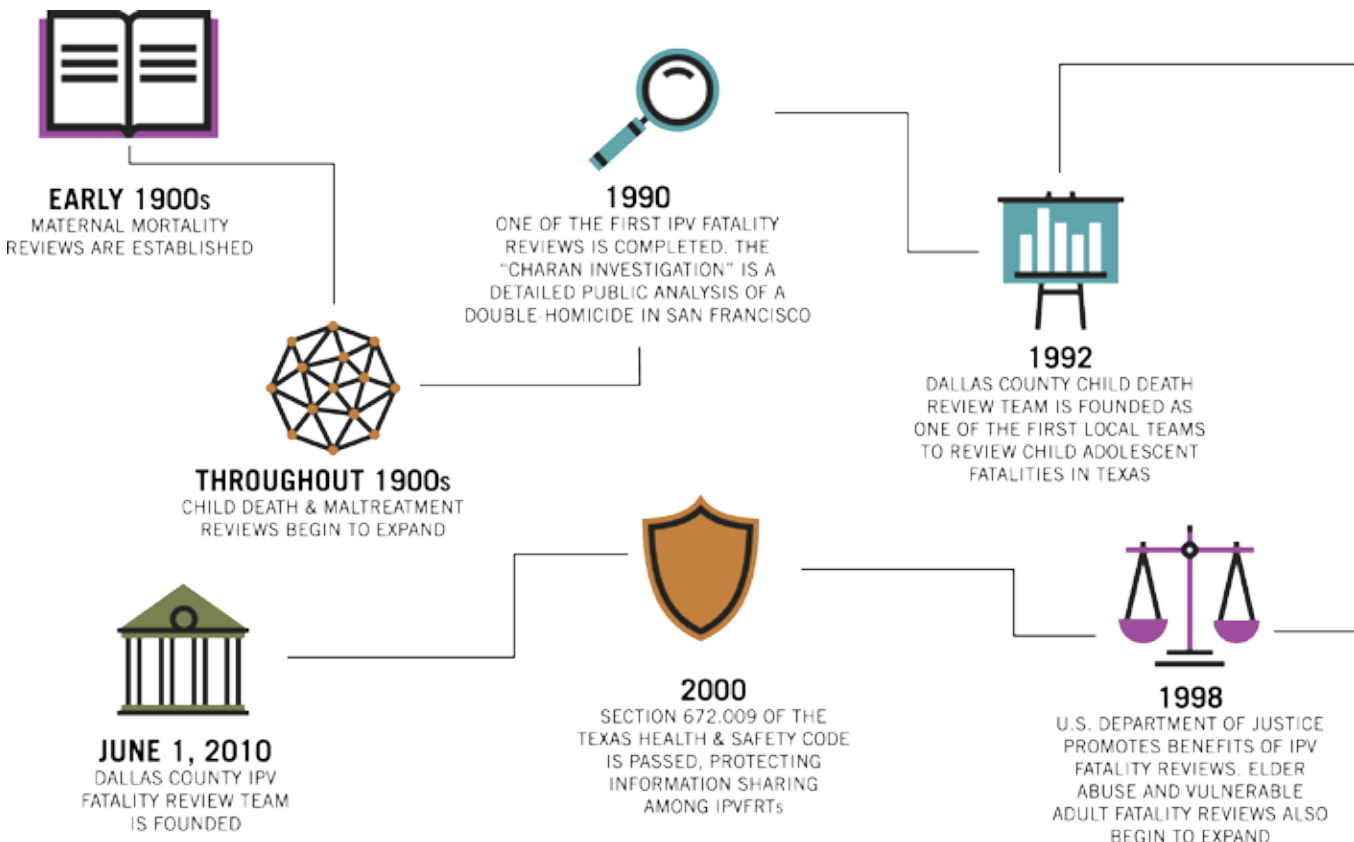 EARLY 1900s
MATERNAL MORTALITY
REVIEWS ARE ESTABLISHED
THROUGHOUT 1900s
CHILD DEATH & MALTREATMENT
REVIEWS BEGIN TO EXPAND
1990
ONE OF THE FIRST IPV FATALITY
REVIEWS IS COMPLETED. THE
“CHARAN INVESTIGATION” IS A
DETAILED PUBLIC ANALYSIS OF A
DOUBLE-HOMICIDE IN SAN FRANCISCO
1992
DALLAS COUNTY CHILD DEATH
REVIEW TEAM IS FOUNDED AS
ONE OF THE FIRST LOCAL TEAMS
TO REVIEW CHILD ADOLESCENT
FATALITIES IN TEXAS
1998
U.S. DEPARTMENT OF JUSTICE
PROMOTES BENEFITS OF IPV
FATALITY REVIEWS. ELDER
ABUSE AND VULNERABLE
ADULT FATALITY REVIEWS ALSO
BEGIN TO EXPAND
2000
SECTION 672.009 OF THE
TEXAS HEALTH & SAFETY CODE
IS PASSED, PROTECTING
INFORMATION SHARING
AMONG IPVFRTs
JUNE 1, 2010
DALLAS COUNTY IPV
FATALITY REVIEW TEAM
IS FOUNDED